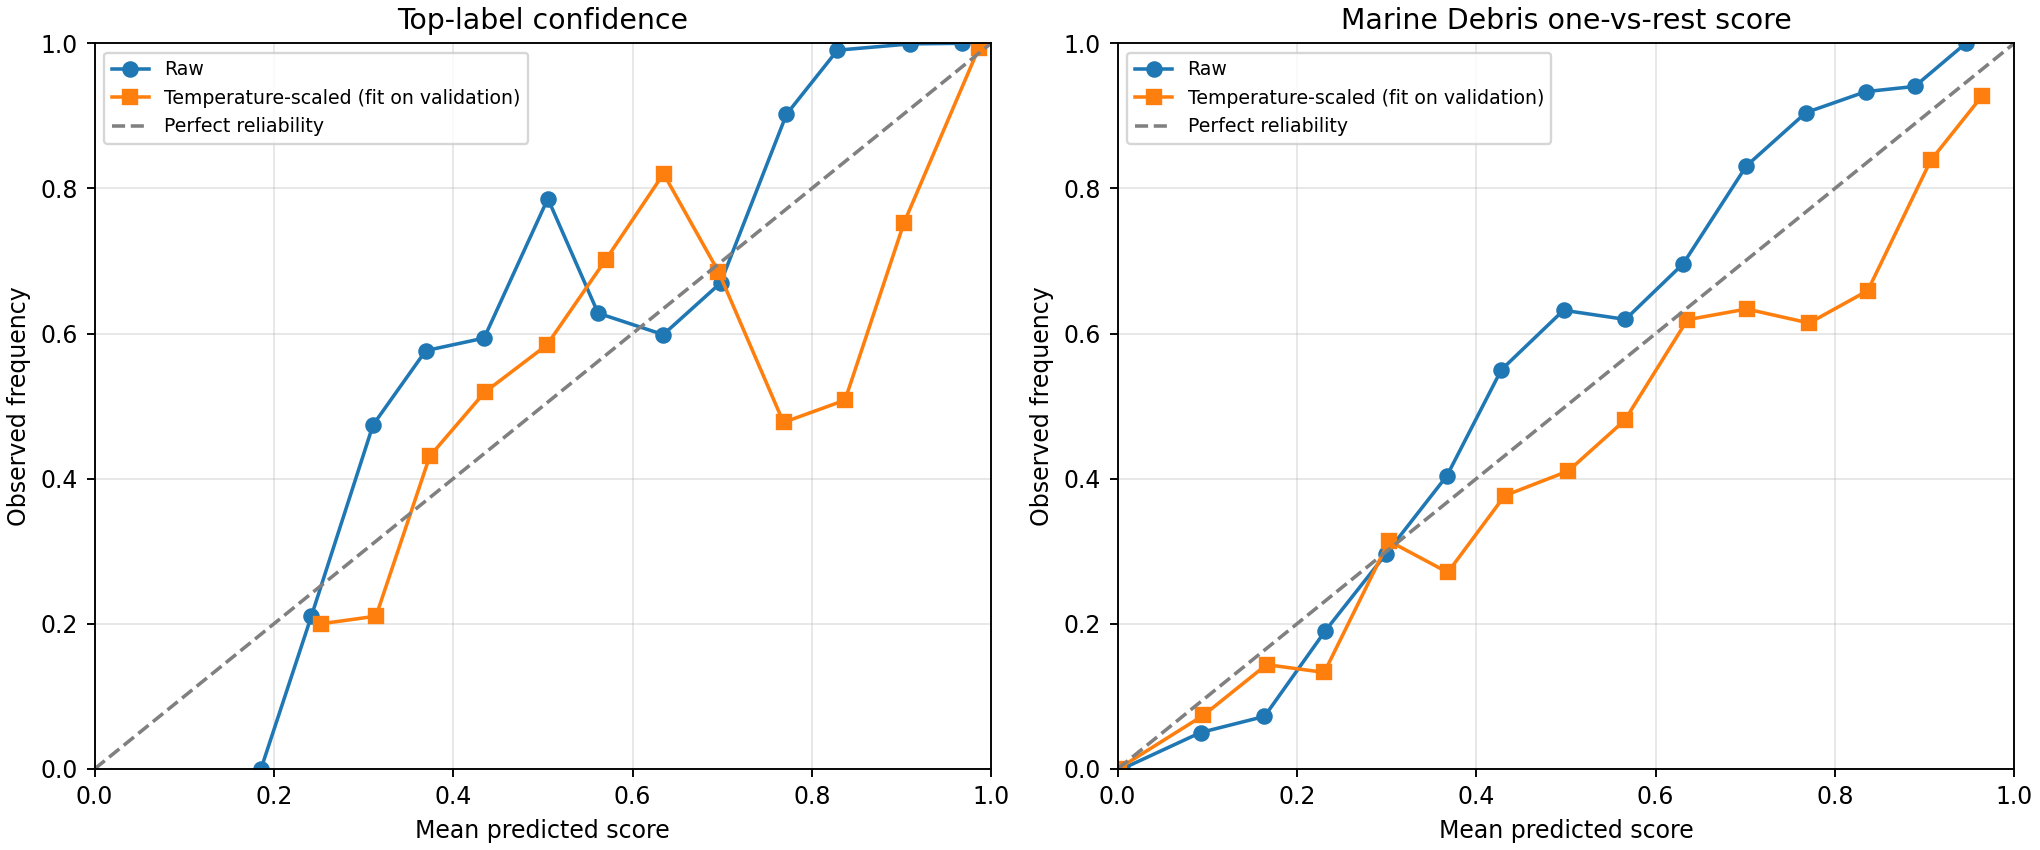 Top-label confidence
Raw
Temperature-scaled (fit on validation)
Perfect reliability
Observed frequency
1.0
0.8
0.6
0.4
0.2
0.0
0.0 0.2 0.4 0.6 0.8 1.0
Mean predicted score
Marine Debris one-vs-rest score
Raw
Temperature-scaled (fit on validation)
Perfect reliability
Observed frequency
1.0
0.8
0.6
0.4
0.2
0.0
0.0 0.2 0.4 0.6 0.8 1.0
Mean predicted score